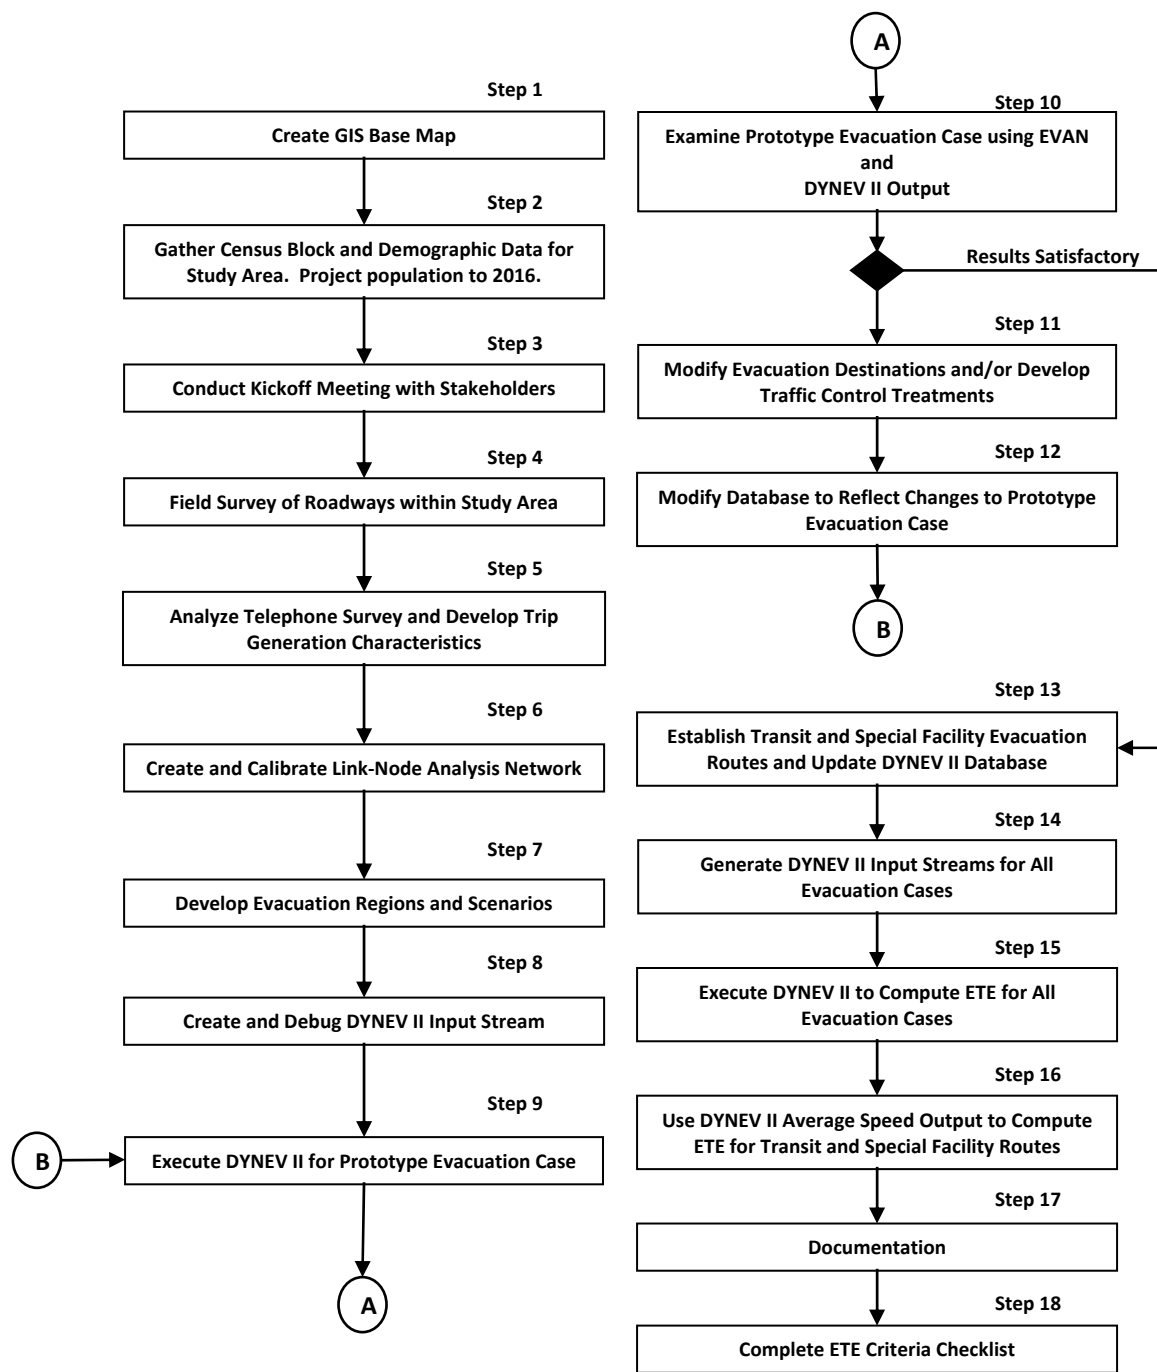 Step 1
Create GIS Base Map
Step 2
Gather Census Block and Demographic Data for
Study Area.  Project population to 2016.
Step 3
Conduct Kickoff Meeting with Stakeholders
Step 4
Field Survey of Roadways within Study Area
Step 5
Analyze Telephone Survey and Develop Trip
Generation Characteristics
Step 6
Create and Calibrate Link-Node Analysis Network
Step 7
Develop Evacuation Regions and Scenarios
Step 8
Create and Debug DYNEV II Input Stream
Step 9
B
Execute DYNEV II for Prototype Evacuation Case
A
A
Step 10
Examine Prototype Evacuation Case using EVAN
and
DYNEV II Output
Results Satisfactory
Step 11
Modify Evacuation Destinations and/or Develop
Traffic Control Treatments
Step 12
Modify Database to Reflect Changes to Prototype
Evacuation Case
B
Step 13
Establish Transit and Special Facility Evacuation
Routes and Update DYNEV II Database
Step 14
Generate DYNEV II Input Streams for All
Evacuation Cases
Step 15
Execute DYNEV II to Compute ETE for All
Evacuation Cases
Step 16
Use DYNEV II Average Speed Output to Compute
ETE for Transit and Special Facility Routes
Step 17
Documentation
Step 18
Complete ETE Criteria Checklist